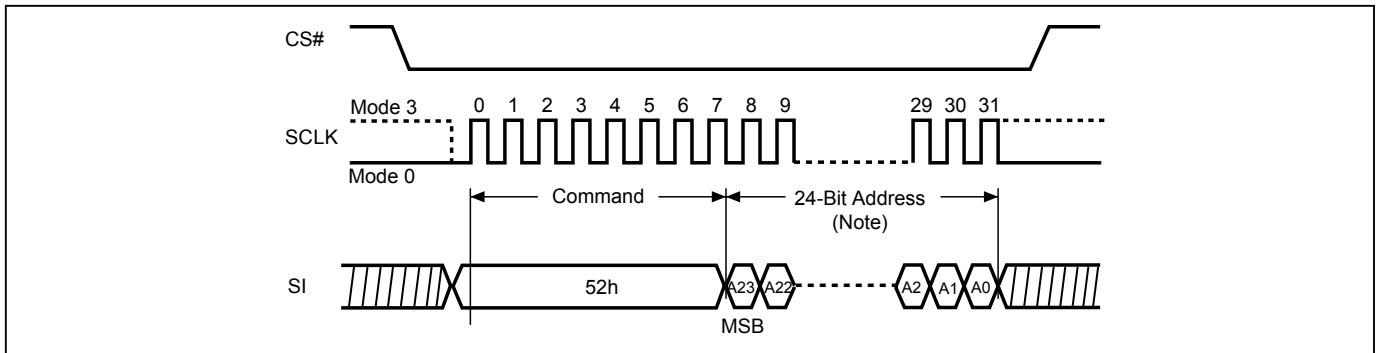 CS#
Mode 3
0 1 2 3 4 5 6 7 8 9 29 30 31
SCLK
Mode 0
Command
24-Bit Address
(Note)
SI
52h
A23 A22 A2 A1 A0
MSB